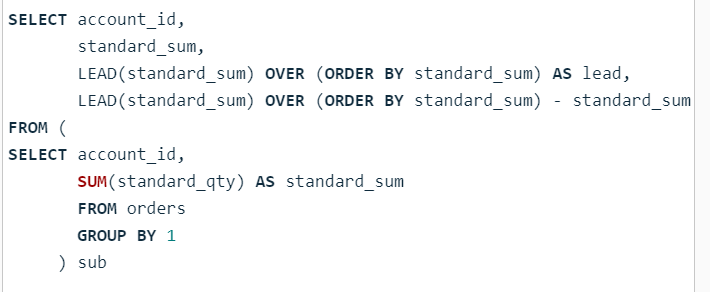 SELECT account_id,
       standard_sum,
       LEAD(standard_sum) OVER (ORDER BY standard_sum) AS lead,
       LEAD(standard_sum) OVER (ORDER BY standard_sum) - standard_sum
FROM (
SELECT account_id,
       SUM(standard_qty) AS standard_sum
       FROM orders
       GROUP BY 1
     ) sub